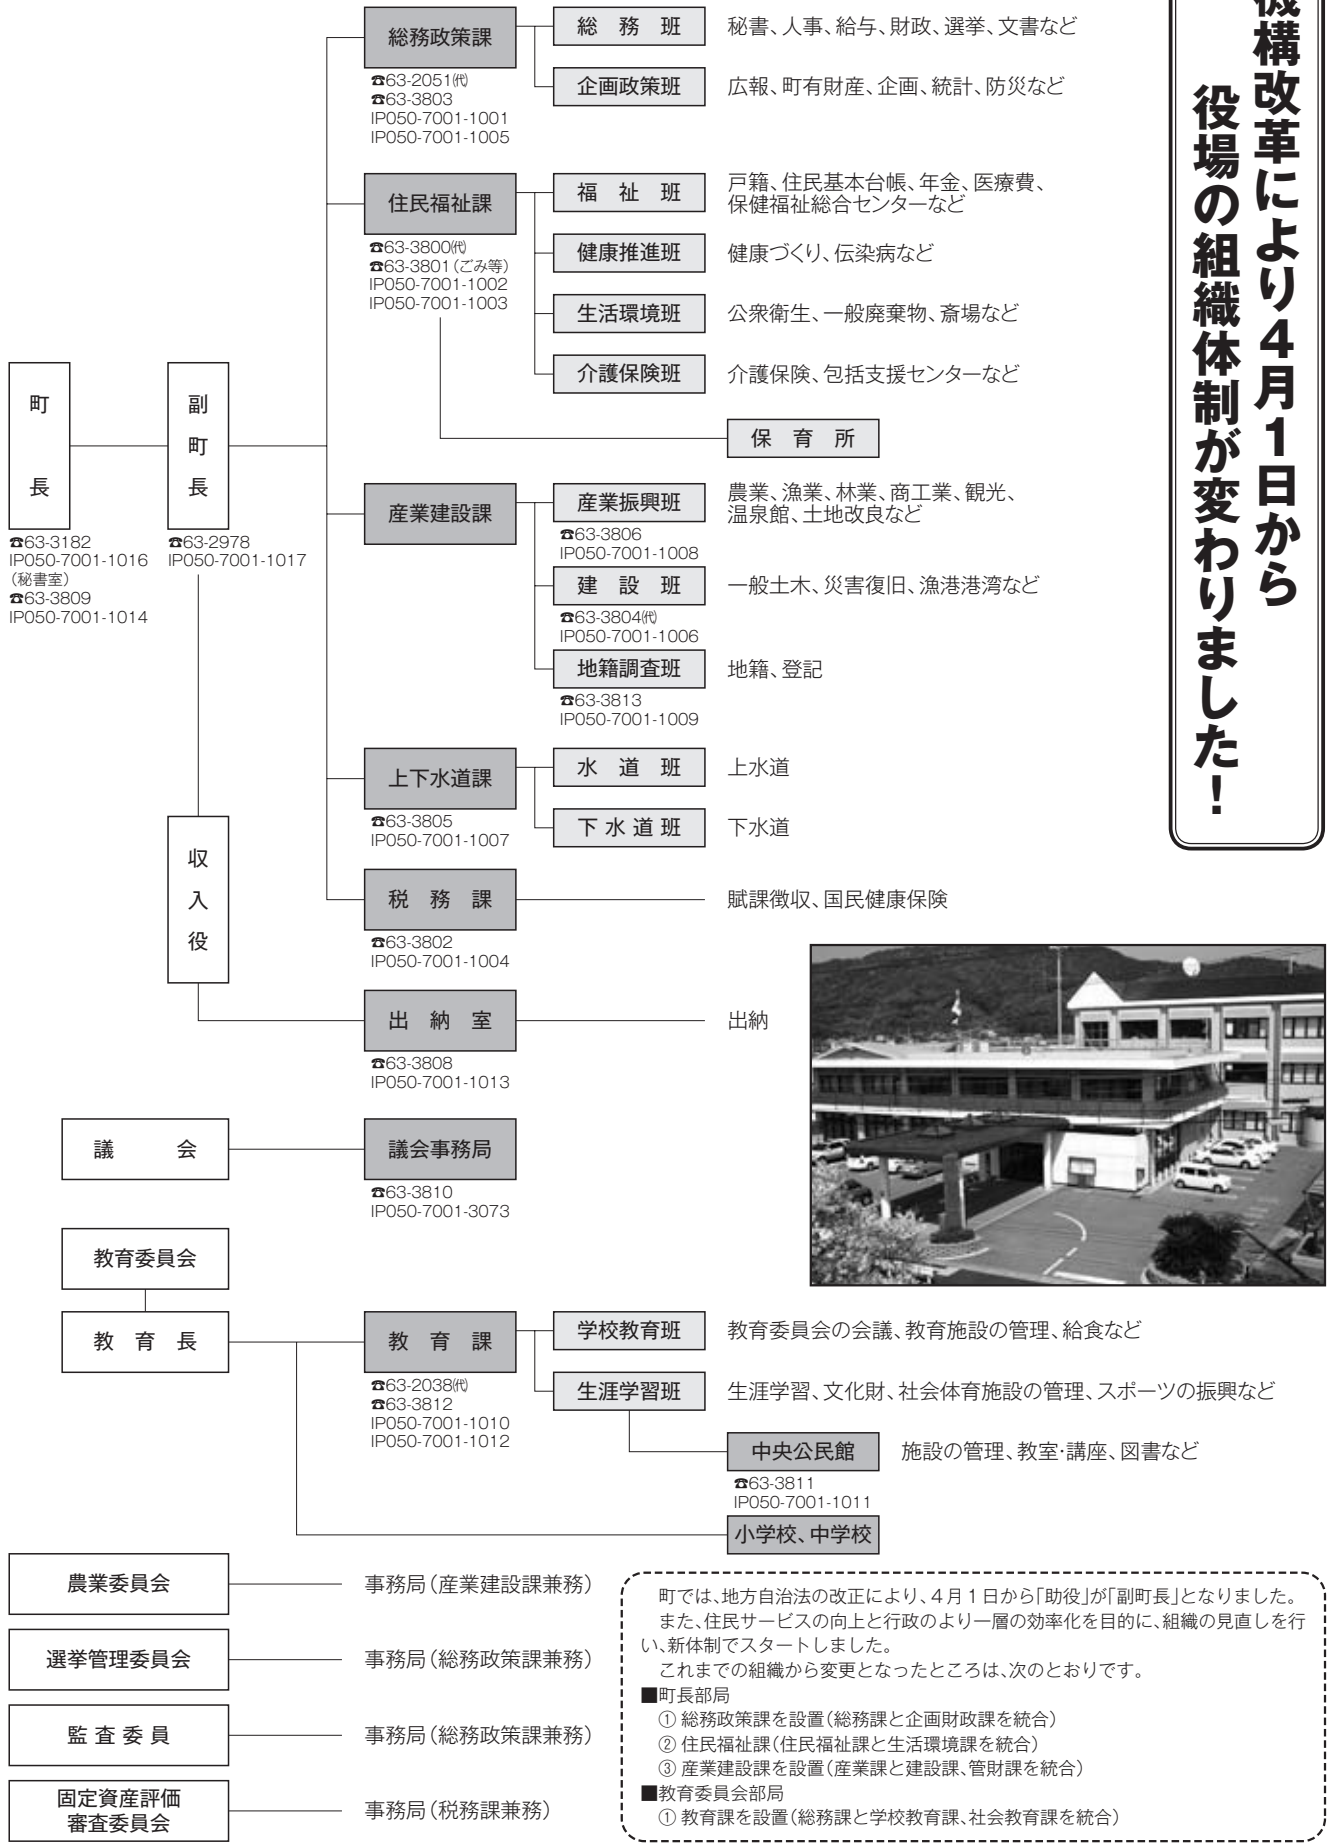 機構改革により4月1日から
役場の組織体制が変わりました!
町長
☎63-3182
IP050-7001-1016
(秘書室)
☎63-3809
IP050-7001-1014
副町長
☎63-2978
IP050-7001-1017
収入役
総務政策課
☎63-2051㈹
☎63-3803
IP050-7001-1001
IP050-7001-1005
総務班
秘書、人事、給与、財政、選挙、文書など
企画政策班
広報、町有財産、企画、統計、防災など
住民福祉課
☎63-3800㈹
☎63-3801(ごみ等)
IP050-7001-1002
IP050-7001-1003
福祉班
戸籍、住民基本台帳、年金、医療費、
保健福祉総合センターなど
健康推進班
健康づくり、伝染病など
生活環境班
公衆衛生、一般廃棄物、斎場など
介護保険班
介護保険、包括支援センターなど
保育所
産業建設課
産業振興班
農業、漁業、林業、商工業、観光、
温泉館、土地改良など
☎63-3806
IP050-7001-1008
建設班
一般土木、災害復旧、漁港港湾など
☎63-3804㈹
IP050-7001-1006
地籍調査班
地籍、登記
☎63-3813
IP050-7001-1009
上下水道課
☎63-3805
IP050-7001-1007
水道班
上水道
下水道班
下水道
税務課
賦課徴収、国民健康保険
☎63-3802
IP050-7001-1004
出納室
出納
☎63-3808
IP050-7001-1013
議会
議会事務局
☎63-3810
IP050-7001-3073
教育委員会
教育長
教育課
☎63-2038㈹
☎63-3812
IP050-7001-1010
IP050-7001-1012
学校教育班
教育委員会の会議、教育施設の管理、給食など
生涯学習班
生涯学習、文化財、社会体育施設の管理、スポーツの振興など
中央公民館
施設の管理、教室・講座、図書など
☎63-3811
IP050-7001-1011
小学校、中学校
農業委員会
事務局(産業建設課兼務)
選挙管理委員会
事務局(総務政策課兼務)
監査委員
事務局(総務政策課兼務)
固定資産評価
審査委員会
事務局(税務課兼務)
町では、地方自治法の改正により、4月1日から「助役」が「副町長」となりました。
また、住民サービスの向上と行政のより一層の効率化を目的に、組織の見直しを行
い、新体制でスタートしました。
これまでの組織から変更となったところは、次のとおりです。
■町長部局
① 総務政策課を設置(総務課と企画財政課を統合)
② 住民福祉課(住民福祉課と生活環境課を統合)
③ 産業建設課を設置(産業課と建設課、管財課を統合)
■教育委員会部局
① 教育課を設置(総務課と学校教育課、社会教育課を統合)